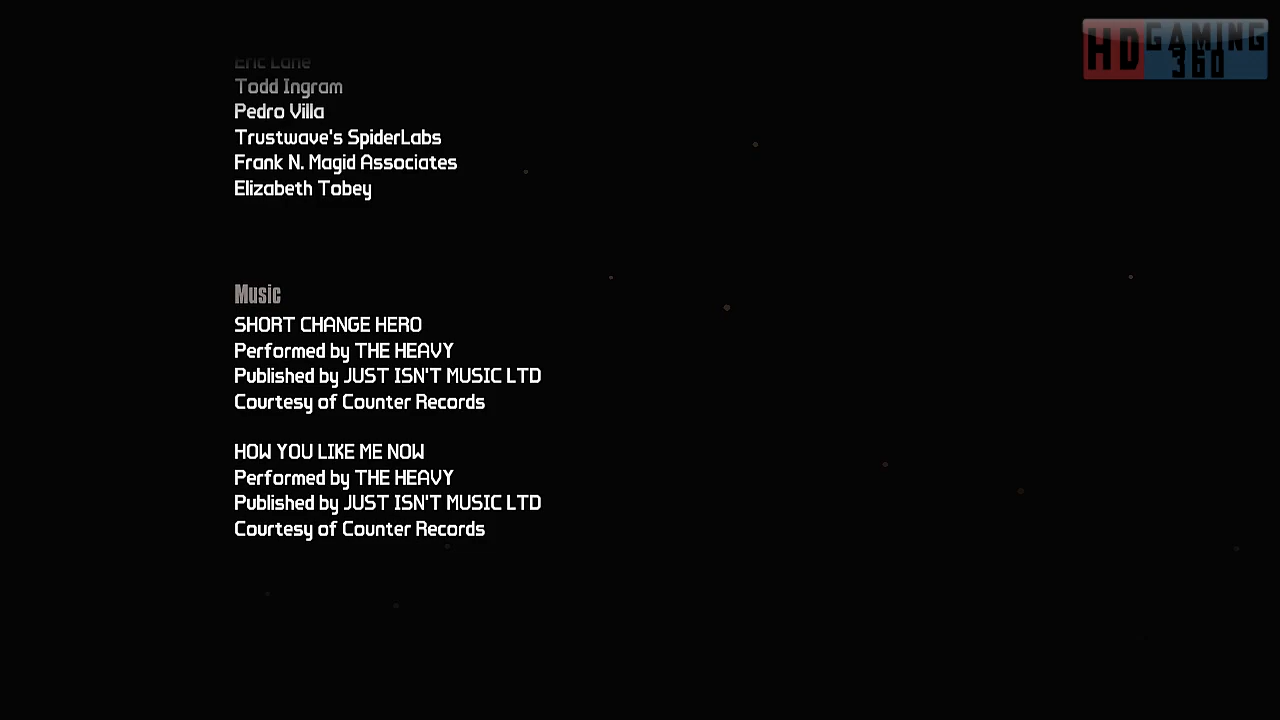 Eric Lane
Todd Ingram
Pedro Villa
Trustwave's SpiderLabs
Frank N. Magid Associates
Elizabeth Tobey
Music
SHORT CHANGE HERO
Performed by THE HEAVY
Published by JUST ISN'T MUSIC LTD
Courtesy of Counter Records
HOW YOU LIKE ME NOW
Performed by THE HEAVY
Published by JUST ISN'T MUSIC LTD
Courtesy of Counter Records
HD GAMING
360